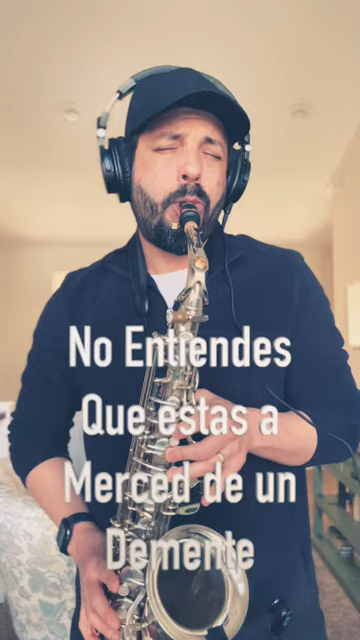 No Entiendes
Que estas a
Merced de un
Demente